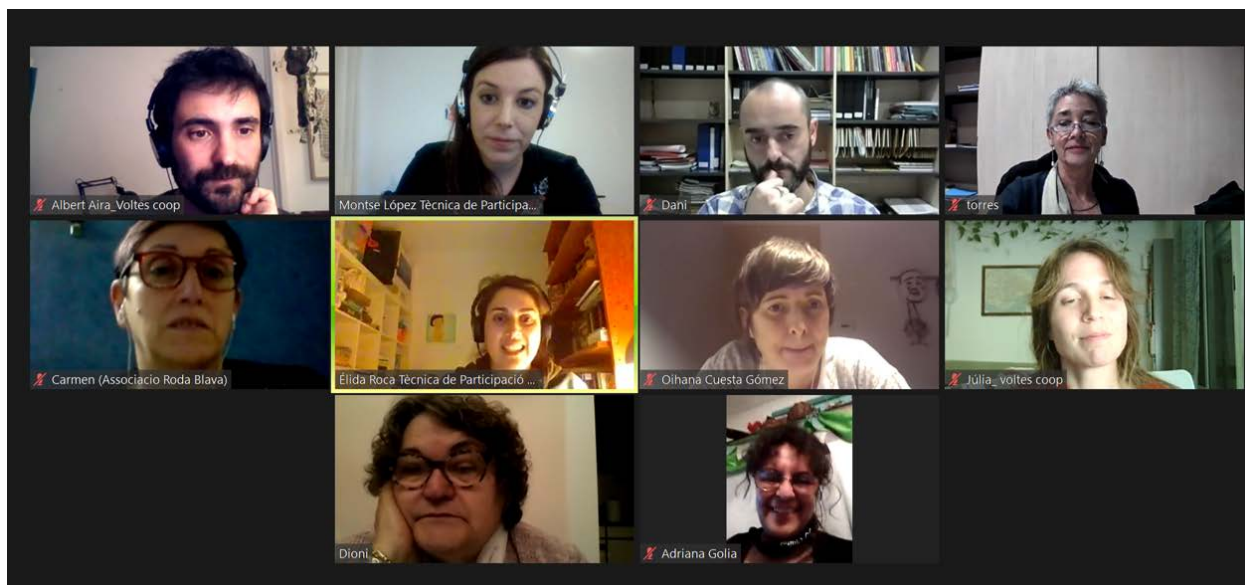 Albert Aira_Voltes coop
Montse López Tècnica de Participa...
Dani
torres
Carmen (Associacio Roda Blava)
Élida Roca Tècnica de Participació ...
Oihana Cuesta Gómez
Júlia_ voltes coop
Dioni
Adriana Golia